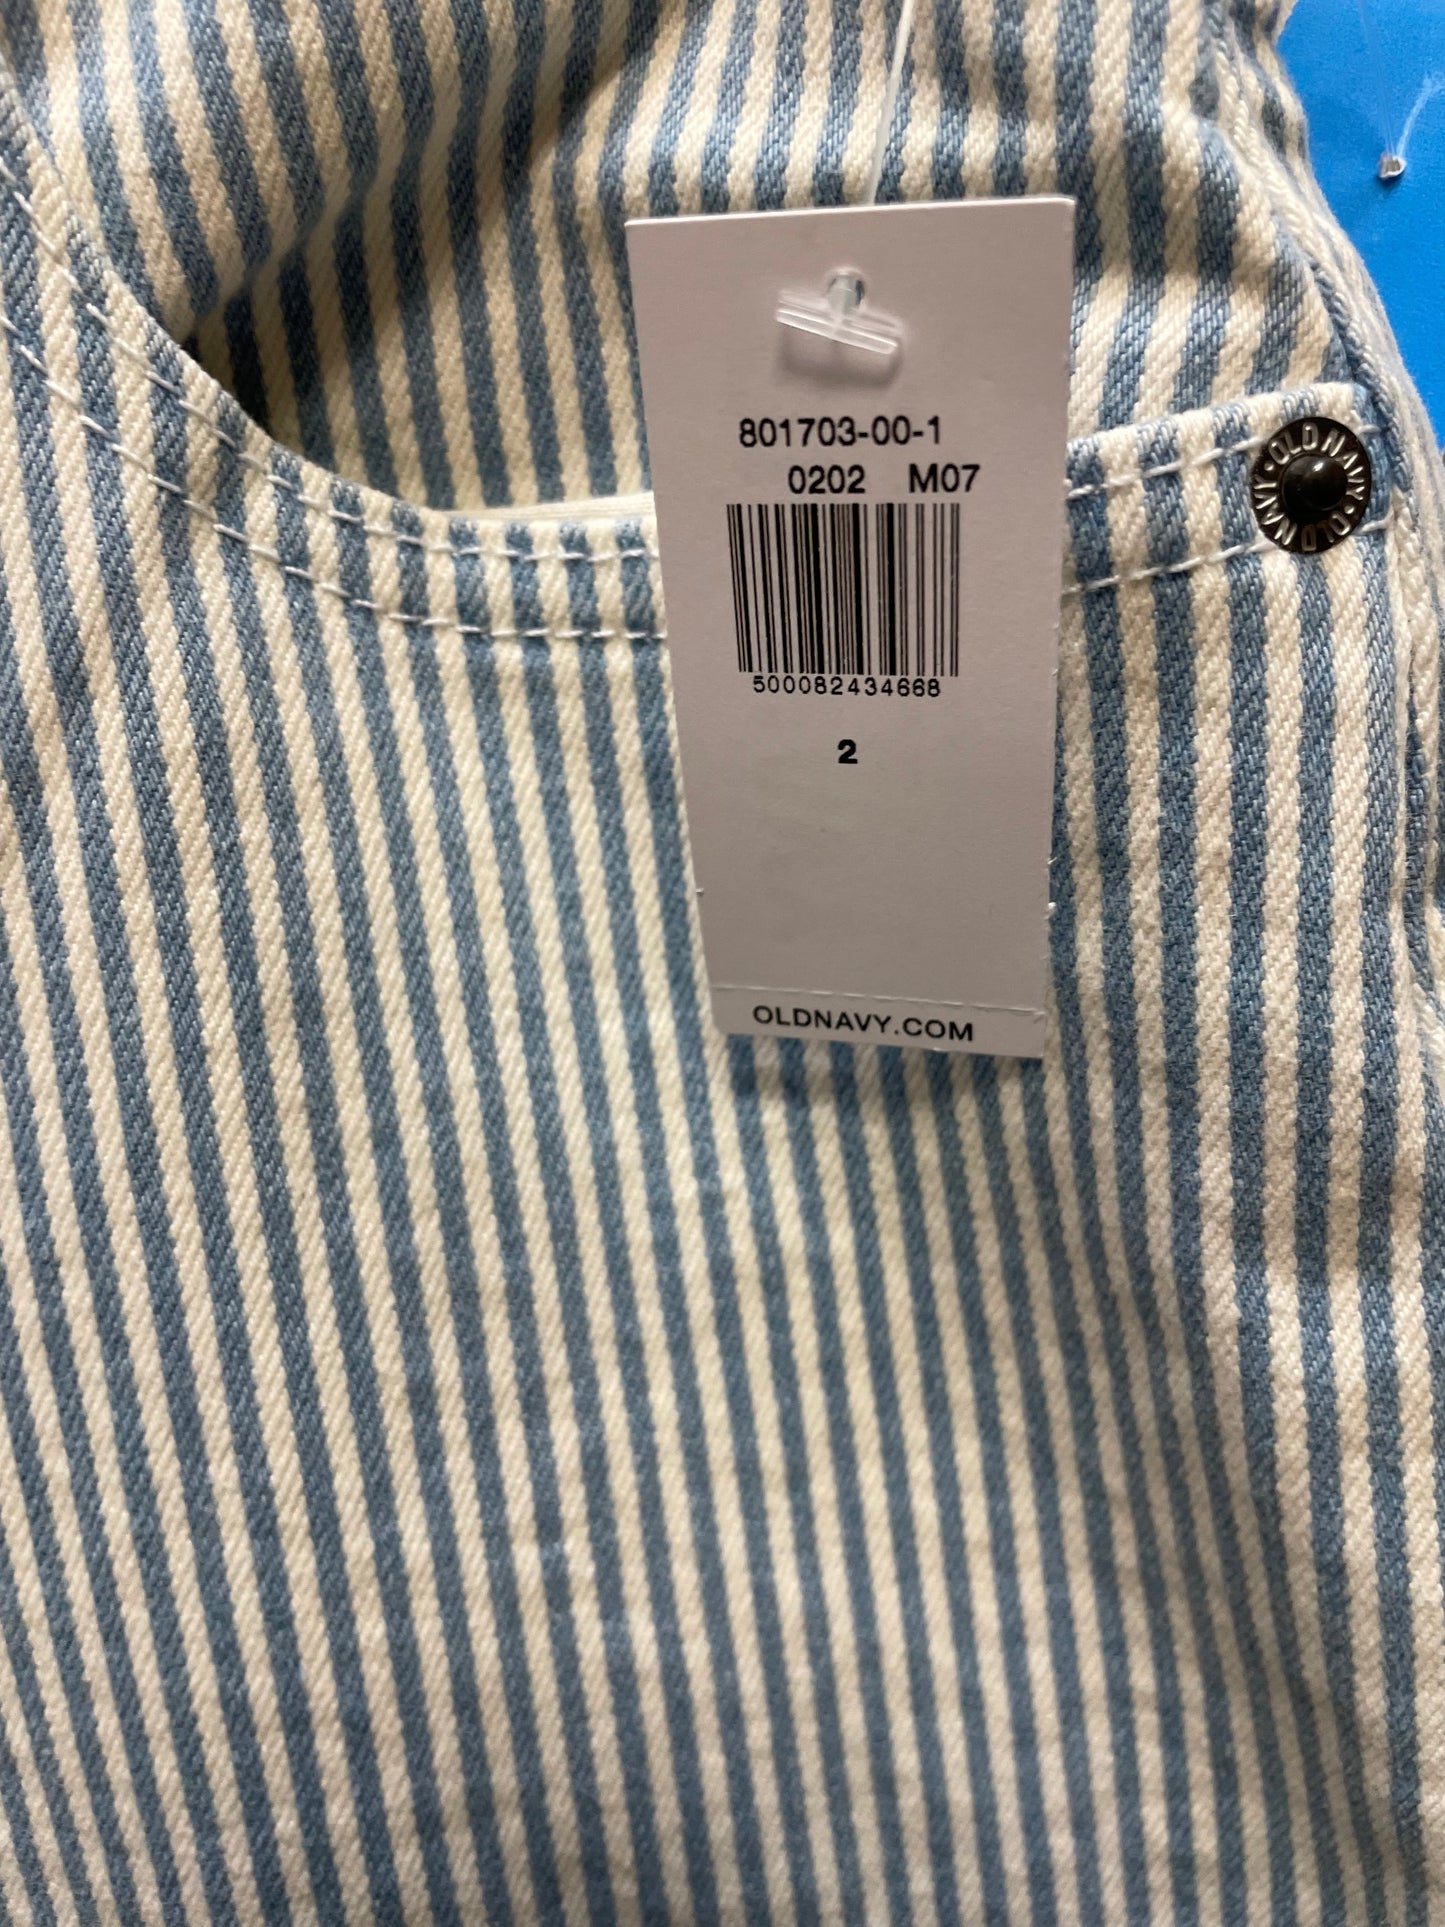 801703-00-1
0202 M07
500082434668
2
OLDNAVY.COM
OLD NAVY • OLD NAVY •